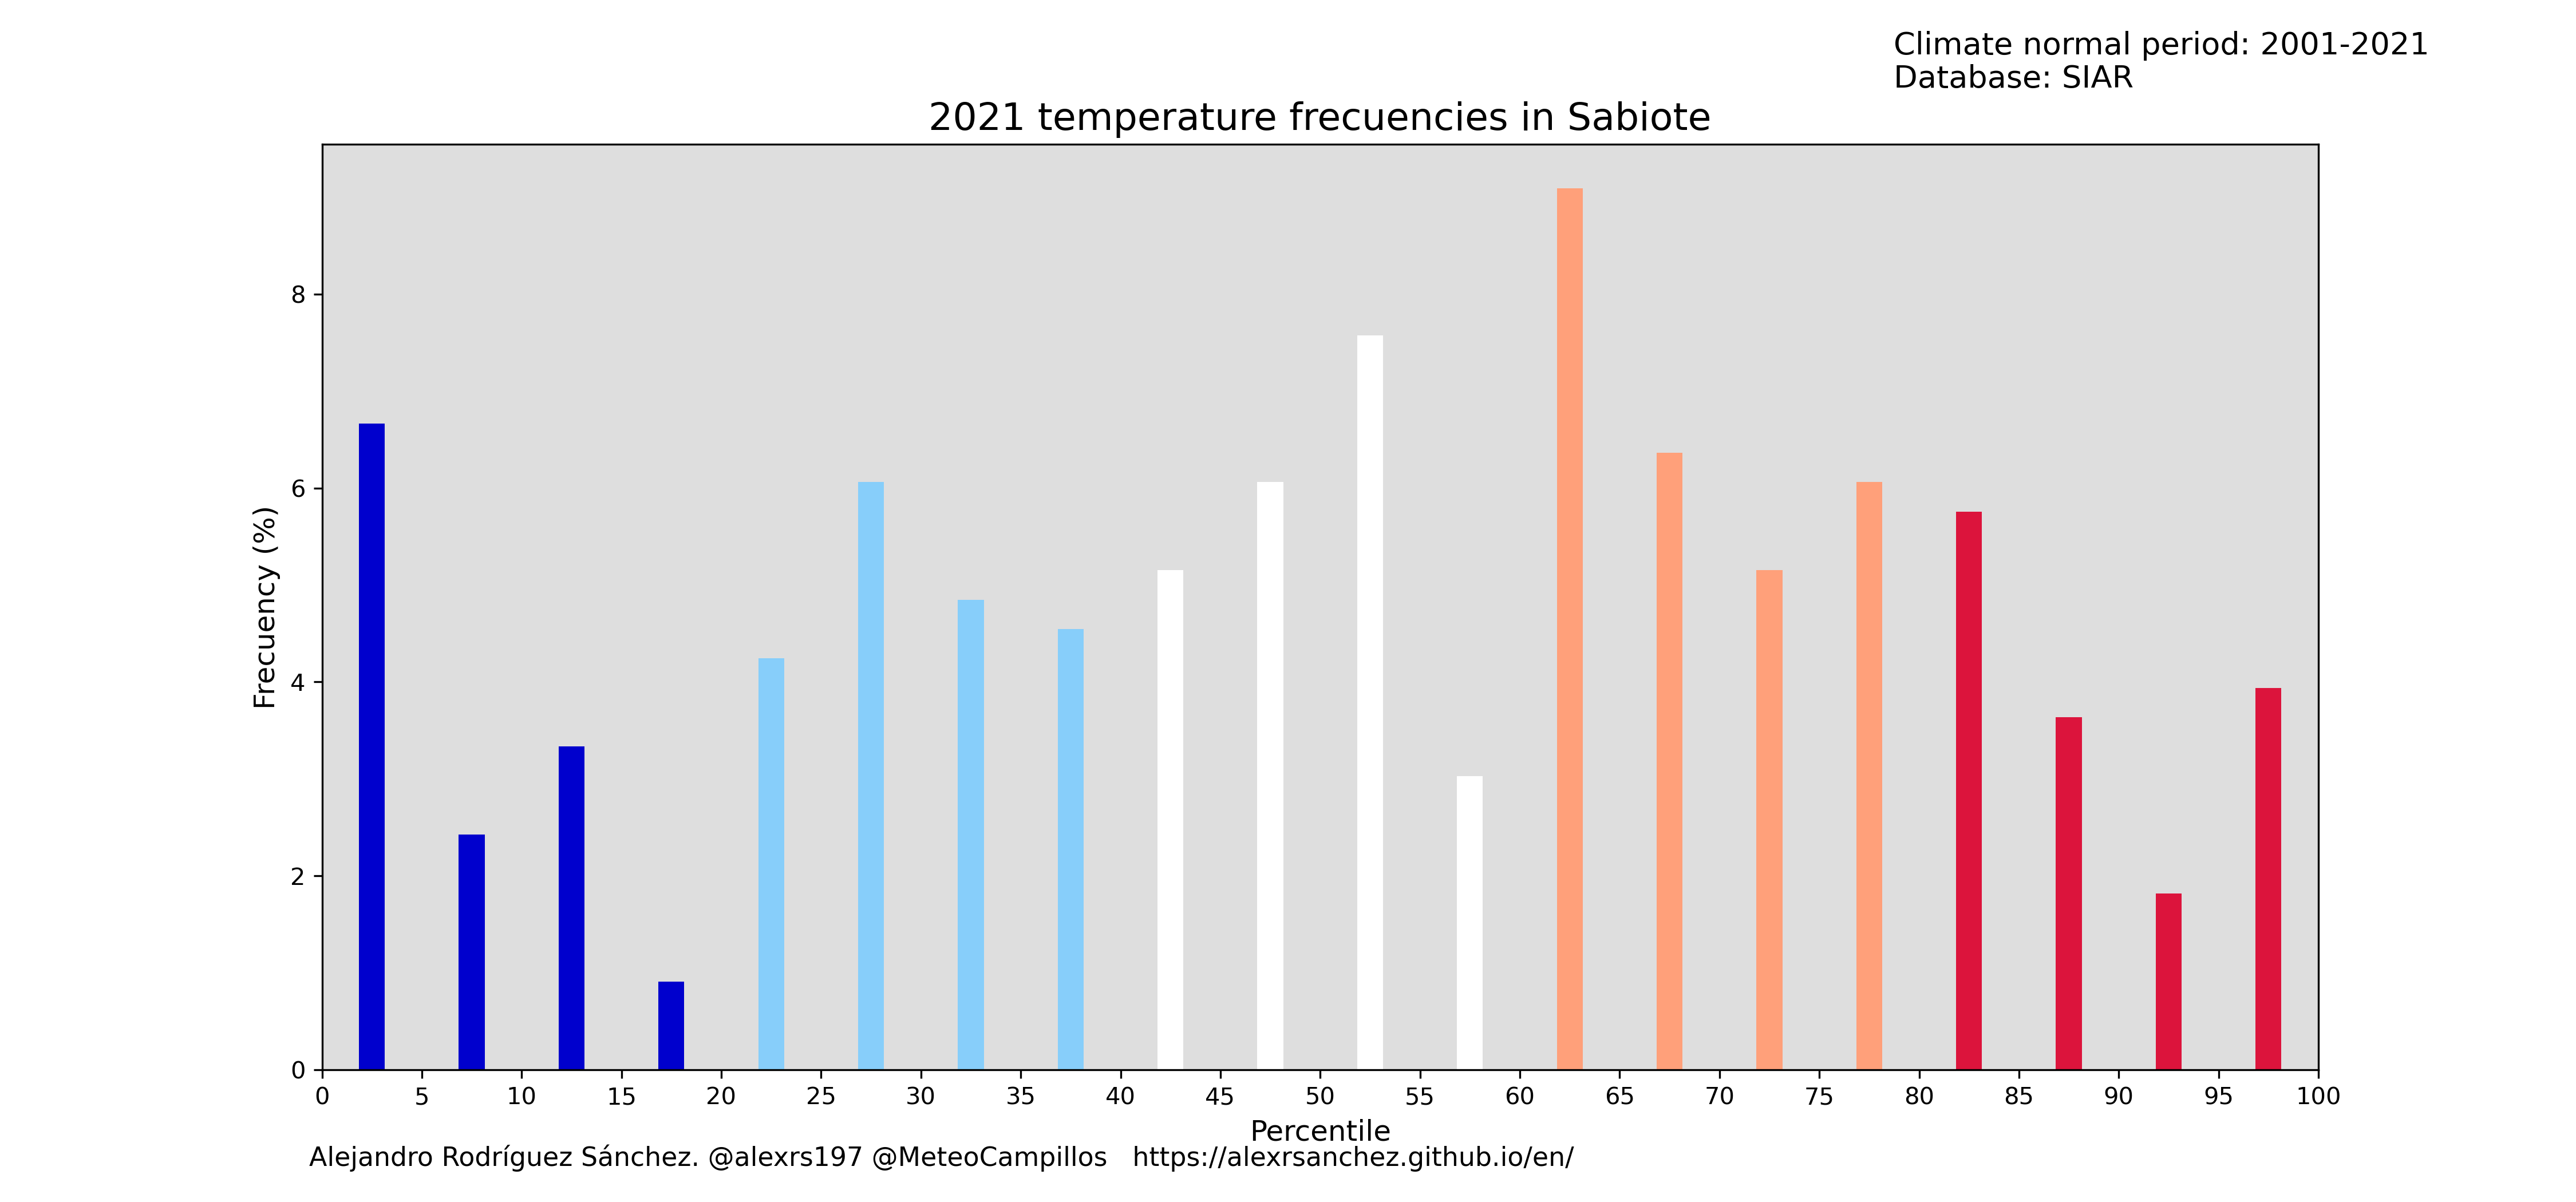 Climate normal period: 2001-2021
Database: SIAR
2021 temperature frecuencies in Sabiote
Frecuency (%)
8
6
4
2
0
0 5 10 15 20 25 30 35 40 45 50 55 60 65 70 75 80 85 90 95 100
Percentile
Alejandro Rodríguez Sánchez. @alexrs197 @MeteoCampillos https://alexrsanchez.github.io/en/